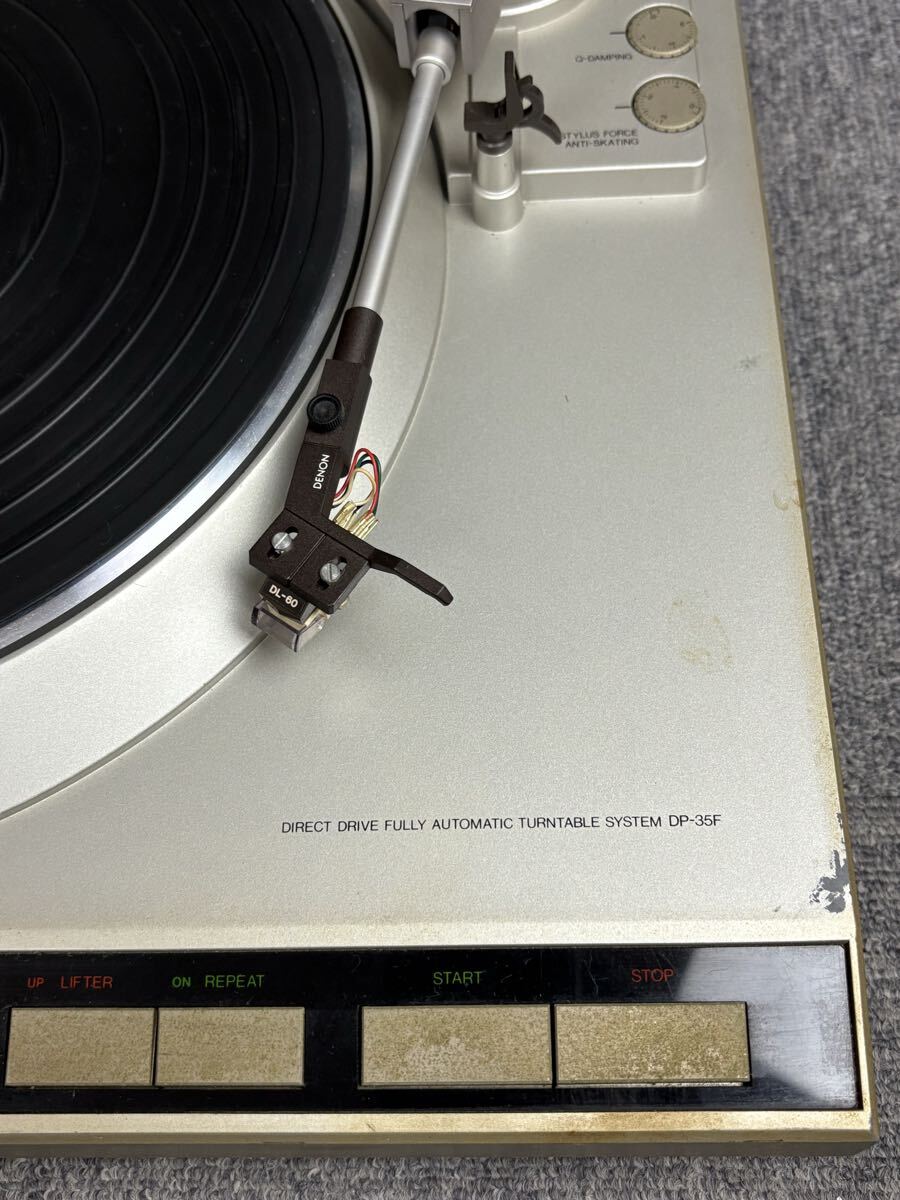 Q-DAMPING
STYLUS FORCE
ANTI-SKATING
DENON
DL-60
DIRECT DRIVE FULLY AUTOMATIC TURNTABLE SYSTEM DP-35F
UP LIFTER
ON REPEAT
START
STOP